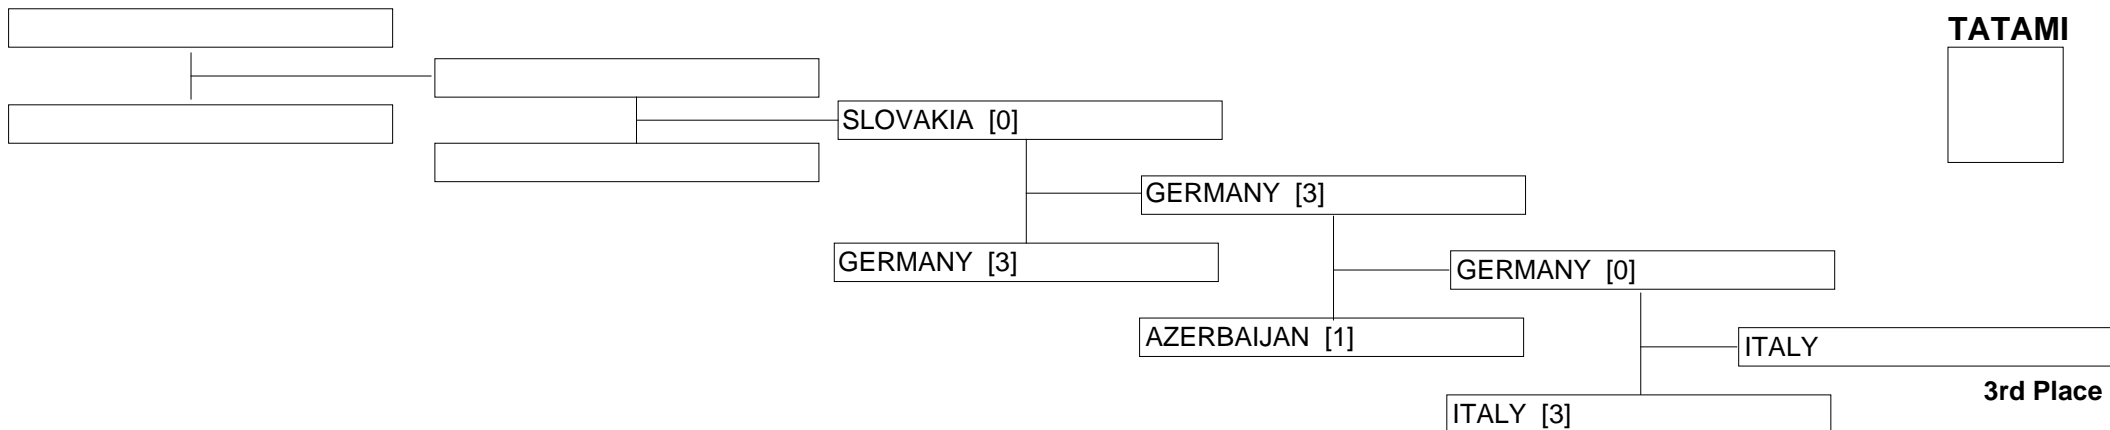 TATAMI
SLOVAKIA [0]
GERMANY [3]
GERMANY [3]
GERMANY [0]
AZERBAIJAN [1]
ITALY
3rd Place
ITALY [3]